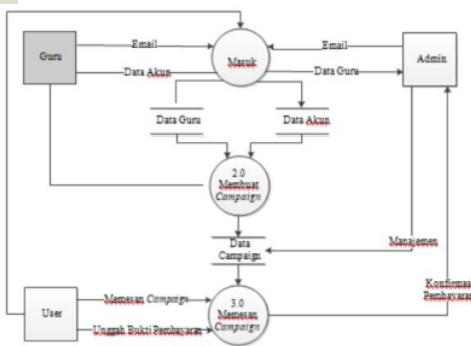 Guru
Email
Masuk
Email
Admin
Data Akun
Data Guru
Data Guru
Data Akun
2.0
Membuat
Campaign
Data
Campaign
Manajemen
Konfirmasi
Pembayaran
User
Memesan Campaign
3.0
Memesan
Campaign
Unggah Bukti Pembayaran